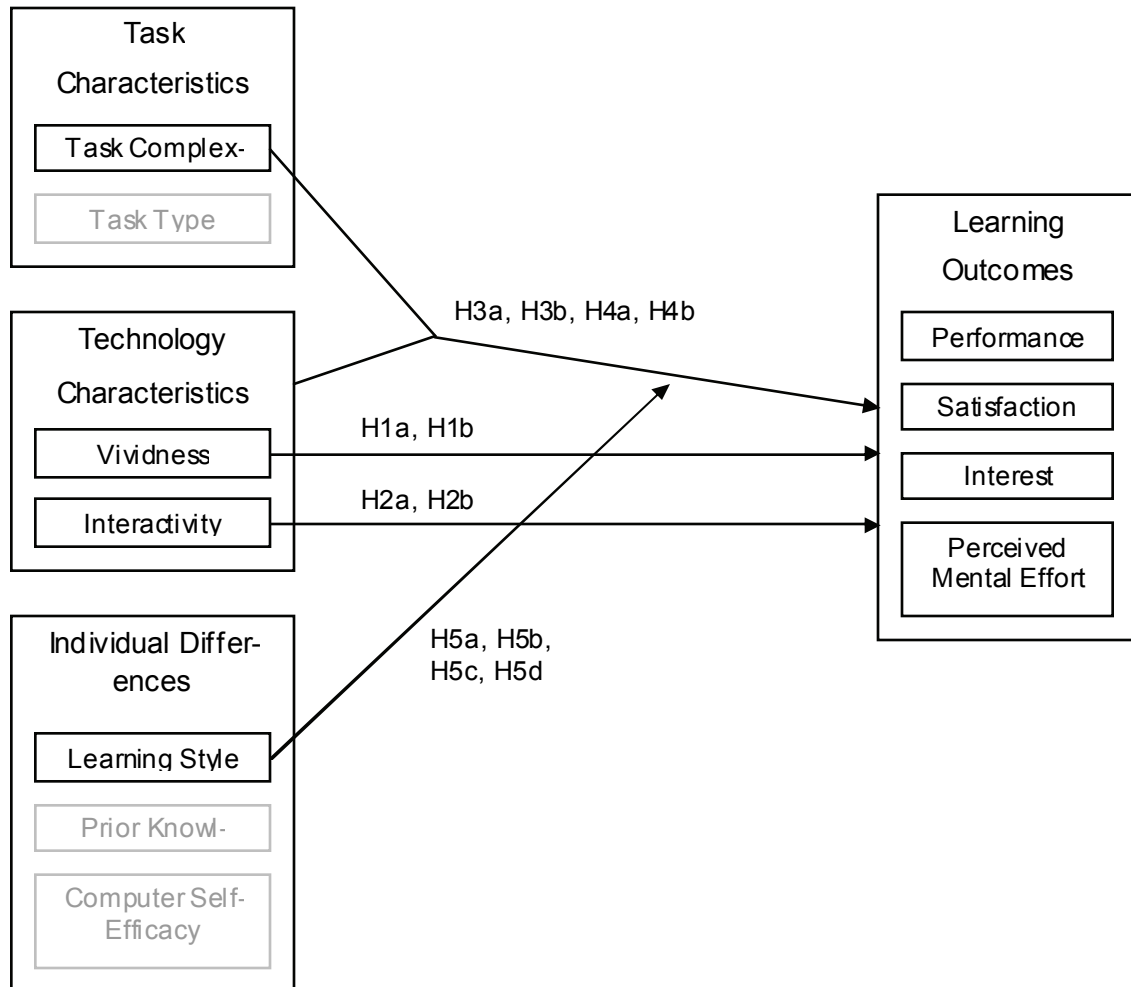 Task
Characteristics
Task Complex-
Task Type
Technology
Characteristics
Vividness
Interactivity
Individual Differ-
ences
Learning Style
Prior Knowl-
Computer Self-
Efficacy
H3a, H3b, H4a, H4b
H1a, H1b
H2a, H2b
H5a, H5b,
H5c, H5d
Learning
Outcomes
Performance
Satisfaction
Interest
Perceived
Mental Effort